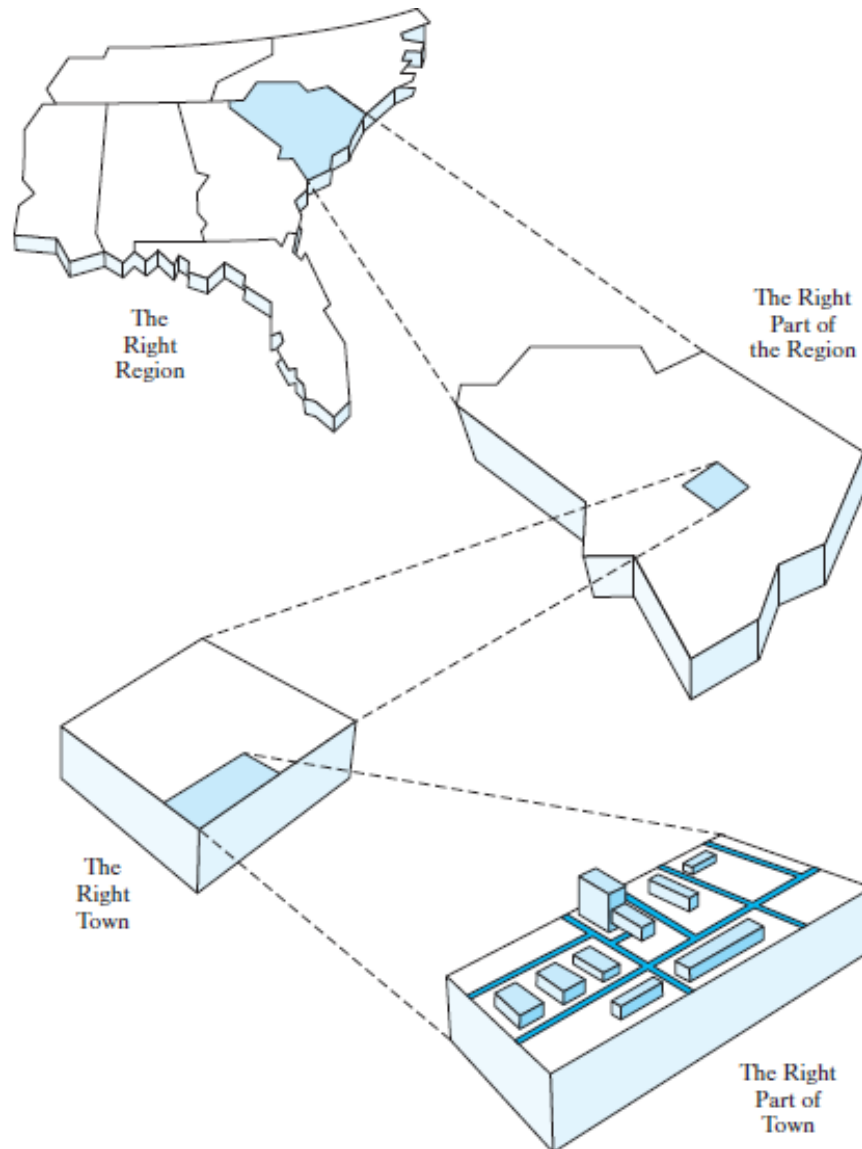 The
Right
Region
The Right
Part of
the Region
The
Right
Town
The Right
Part of
Town